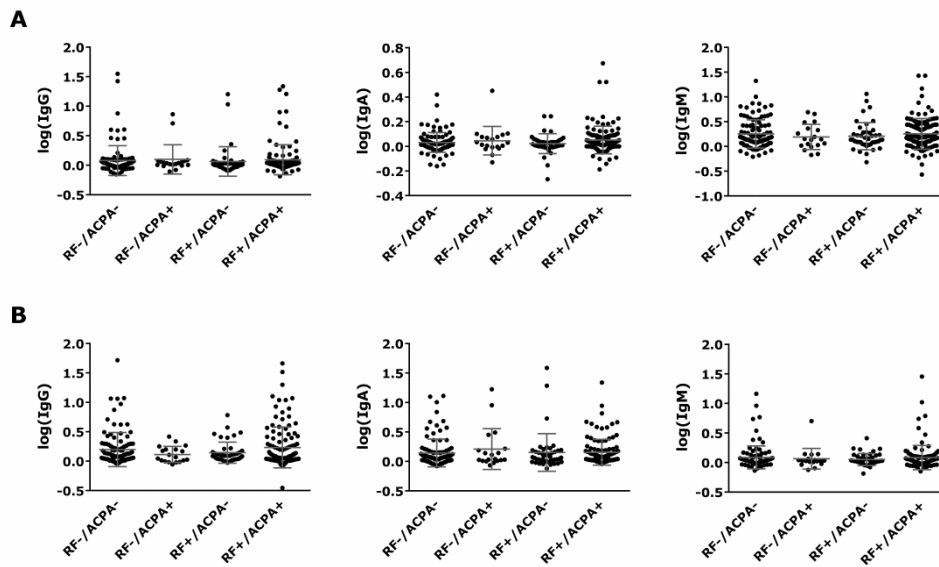 A
log(IgG)
2.0
1.5
1.0
0.5
0.0
-0.5
RF-/ACPA-
RF-/ACPA+
RF+/ACPA-
RF+/ACPA+
log(IgA)
0.8
0.6
0.4
0.2
0.0
-0.2
-0.4
RF-/ACPA-
RF-/ACPA+
RF+/ACPA-
RF+/ACPA+
log(IgM)
2.0
1.5
1.0
0.5
0.0
-0.5
-1.0
RF-/ACPA-
RF-/ACPA+
RF+/ACPA-
RF+/ACPA+
B
log(IgG)
2.0
1.5
1.0
0.5
0.0
-0.5
RF-/ACPA-
RF-/ACPA+
RF+/ACPA-
RF+/ACPA+
log(IgA)
2.0
1.5
1.0
0.5
0.0
-0.5
RF-/ACPA-
RF-/ACPA+
RF+/ACPA-
RF+/ACPA+
log(IgM)
2.0
1.5
1.0
0.5
0.0
-0.5
RF-/ACPA-
RF-/ACPA+
RF+/ACPA-
RF+/ACPA+